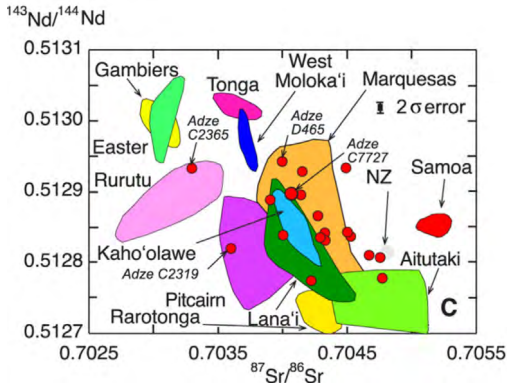 ¹⁴³Nd/¹⁴⁴Nd
0.5131
0.5130
0.5129
0.5128
0.5127
Gambiers
Tonga
West
Moloka'i
Marquesas
2σ error
Easter
Adze
C2365
Adze
D465
Adze
C7727
NZ
Samoa
Rurutu
Kaho'olawe
Adze C2319
Pitcairn
Rarotonga
Lana'i
Aitutaki
C
0.7025
0.7035
0.7045
0.7055
⁸⁷Sr/⁸⁶Sr